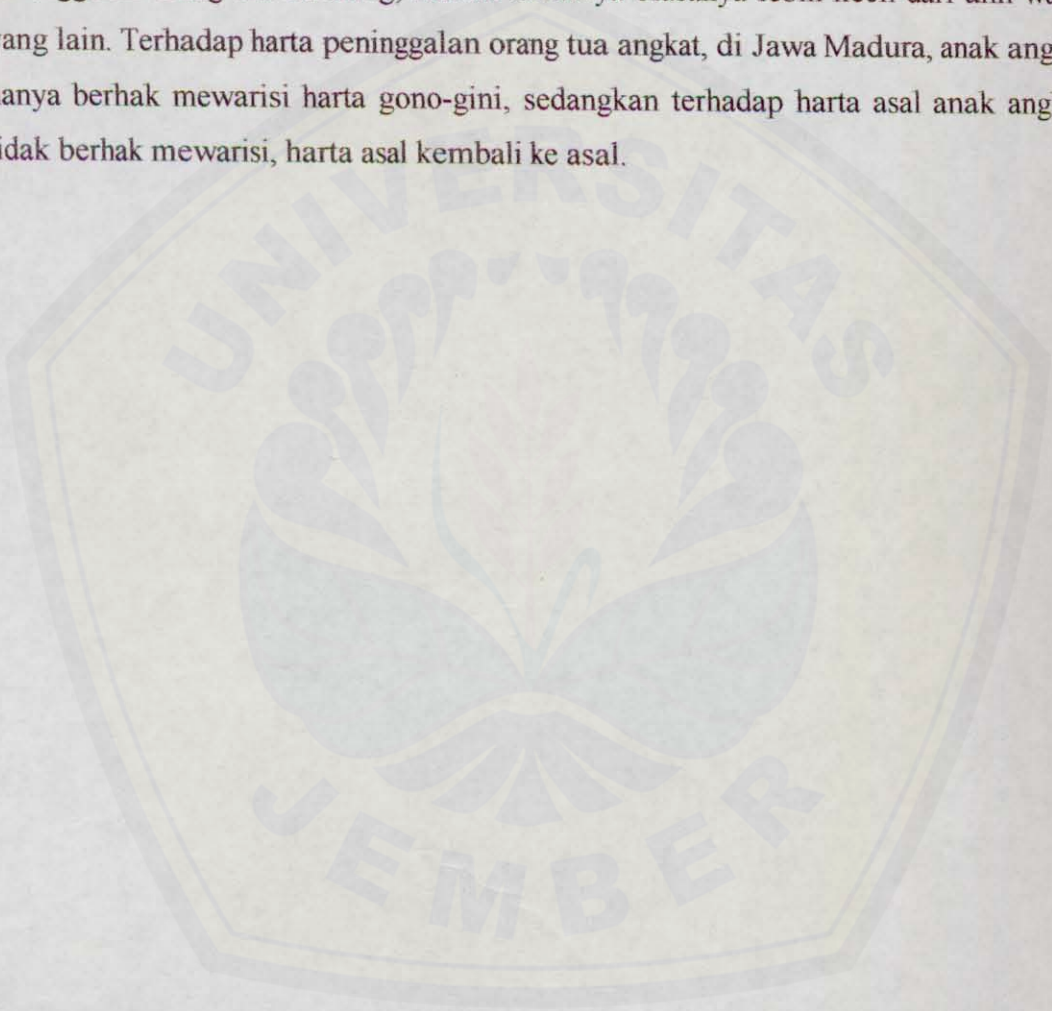 ang lain. Terhadap harta peninggalan orang tua angkat, di Jawa Madura, anak ang
anya berhak mewarisi harta gono-gini, sedangkan terhadap harta asal anak ang
idak berhak mewarisi, harta asal kembali ke asal.
UNIVERSITAS
JEMBER